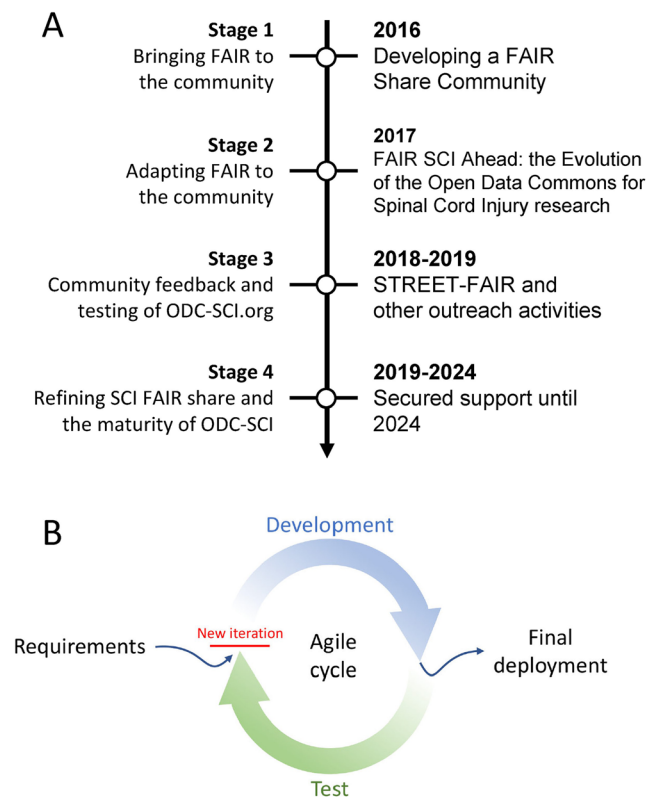 A
Stage 1
Bringing FAIR to
the community
2016
Developing a FAIR
Share Community
Stage 2
Adapting FAIR to
the community
2017
FAIR SCI Ahead: the Evolution
of the Open Data Commons for
Spinal Cord Injury research
Stage 3
Community feedback and
testing of ODC-SCI.org
2018-2019
STREET-FAIR and
other outreach activities
Stage 4
Refining SCI FAIR share and
the maturity of ODC-SCI
2019-2024
Secured support until
2024
B
Development
New iteration
Requirements
Agile
cycle
Final
deployment
Test